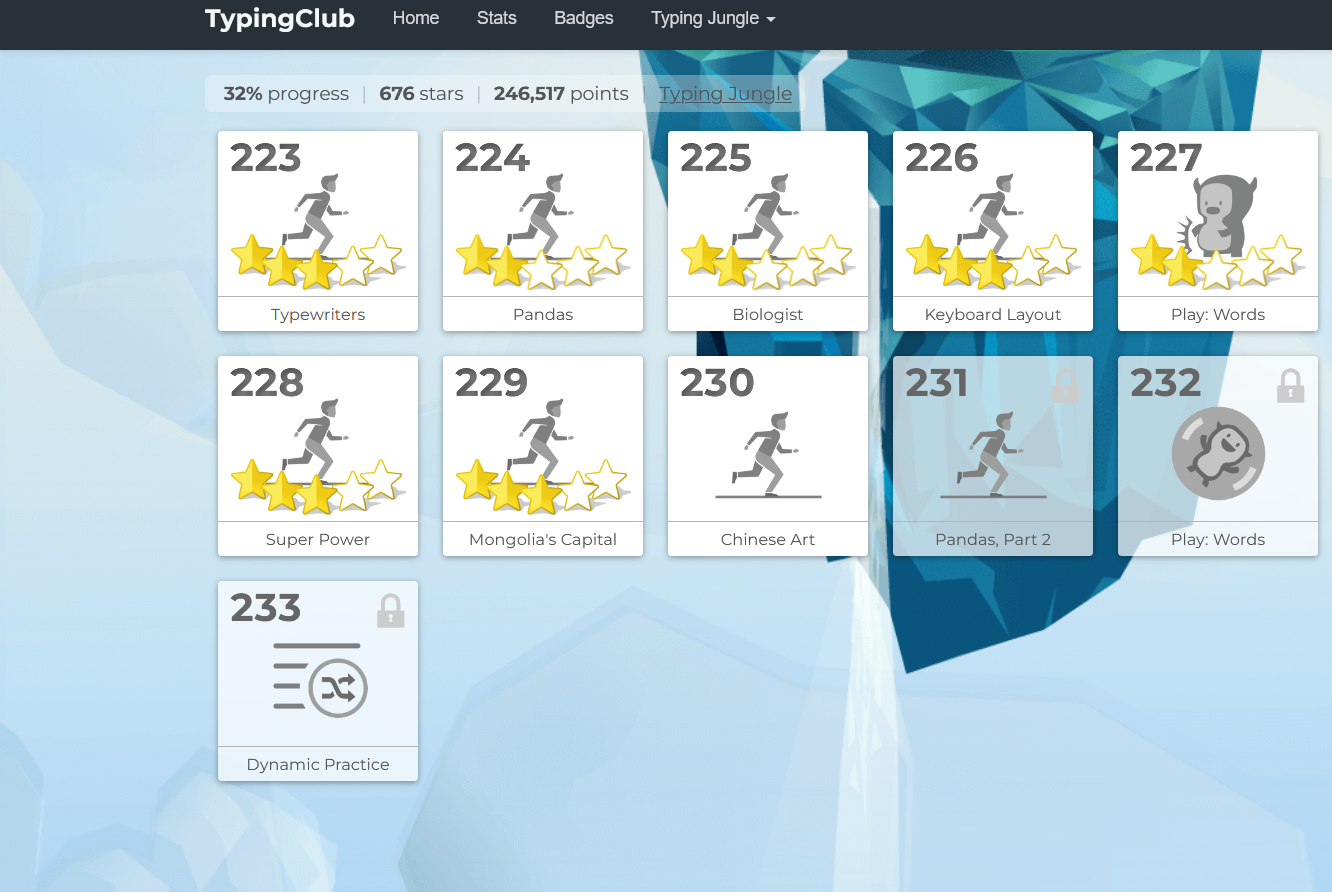 TypingClub Home Stats Badges Typing Jungle
32% progress | 676 stars | 246,517 points | Typing Jungle
223 224 225 226 227
Typewriters Pandas Biologist Keyboard Layout Play: Words
228 229 230 231 232
Super Power Mongolia's Capital Chinese Art Pandas, Part 2 Play: Words
233
Dynamic Practice